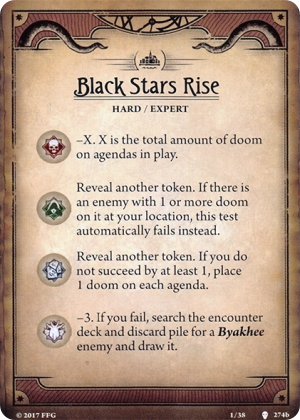 Black Stars Rise
HARD / EXPERT
–X. X is the total amount of doom
on agendas in play.
Reveal another token. If there is
an enemy with 1 or more doom
on it at your location, this test
automatically fails instead.
Reveal another token. If you do
not succeed by at least 1, place
1 doom on each agenda.
–3. If you fail, search the encounter
deck and discard pile for a Byakhee
enemy and draw it.
© 2017 FFG 1/38 274b